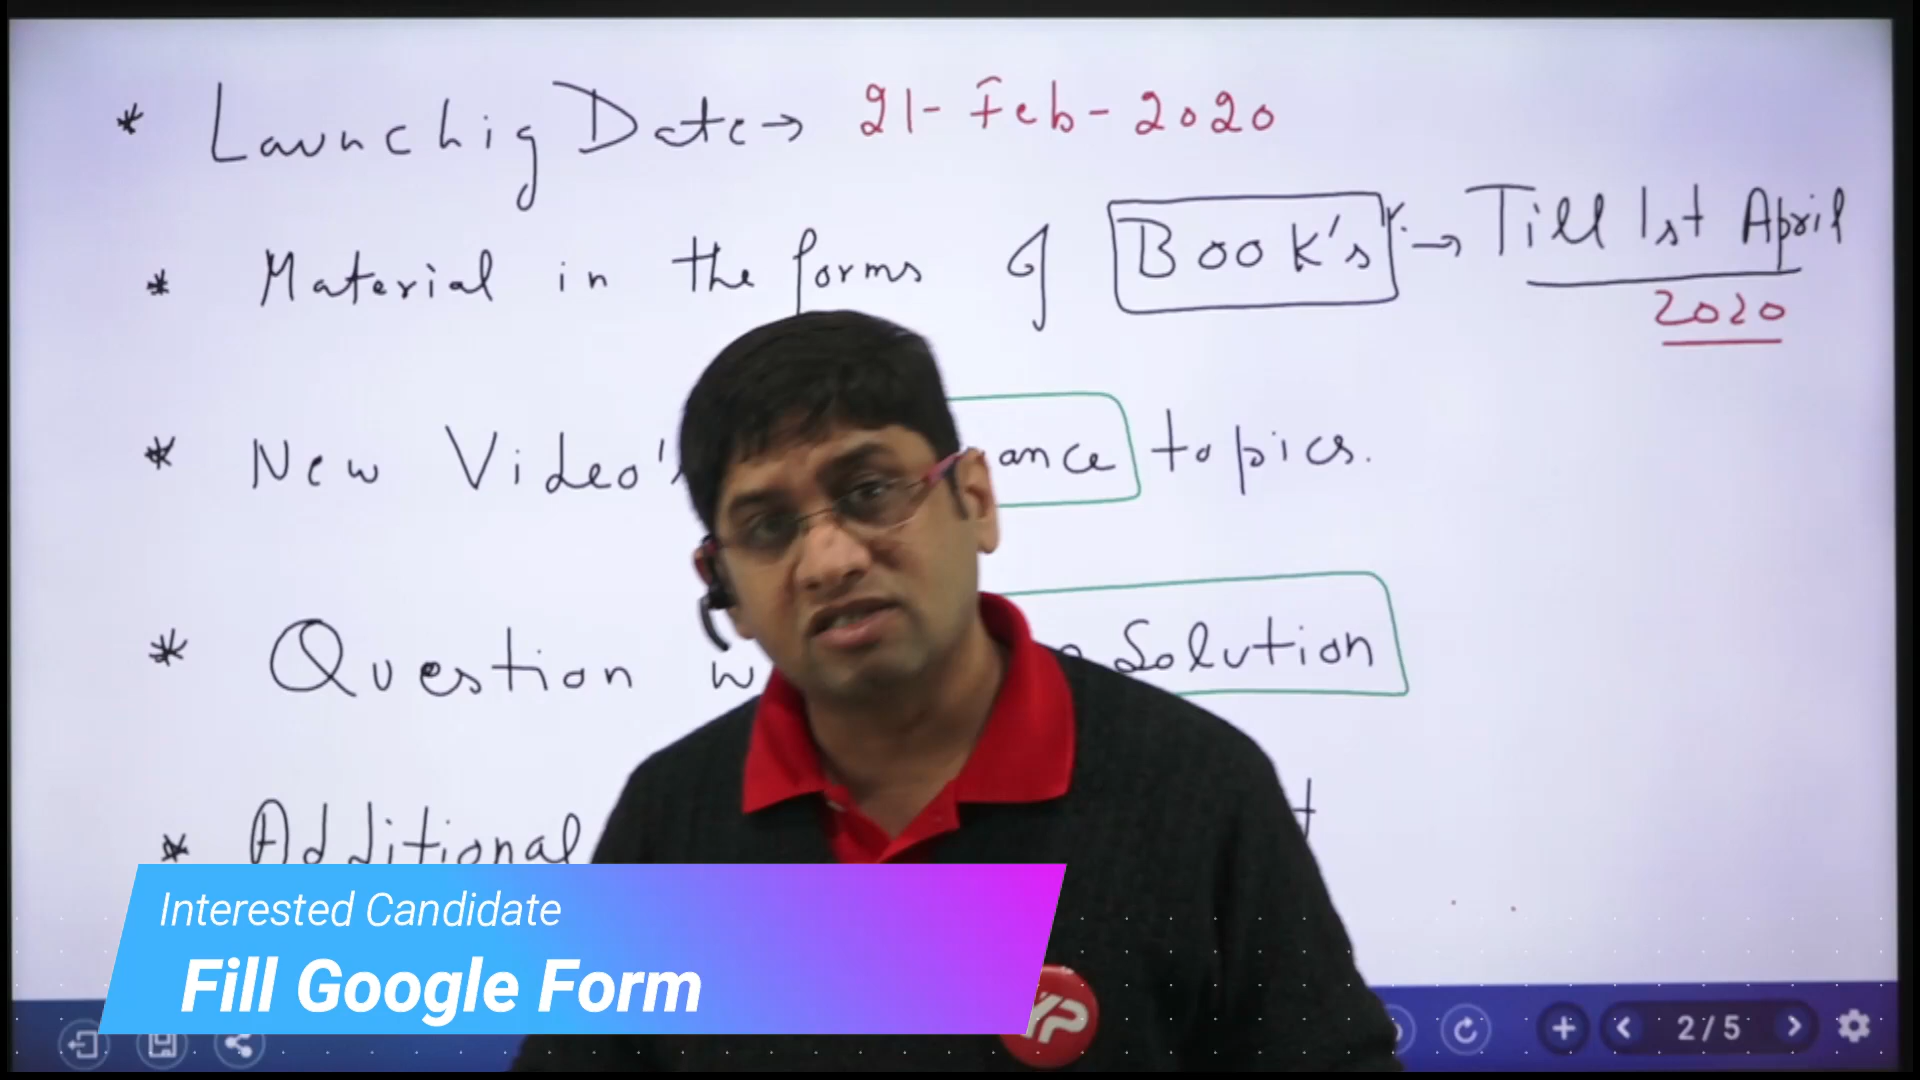 * Launchig Date → 21-Feb-2020
* Material in the forms of Book's → Till 1st April
2020
* New Video's ance topics.
* Question w Solution
* Additional
Interested Candidate
Fill Google Form
YP
2/5